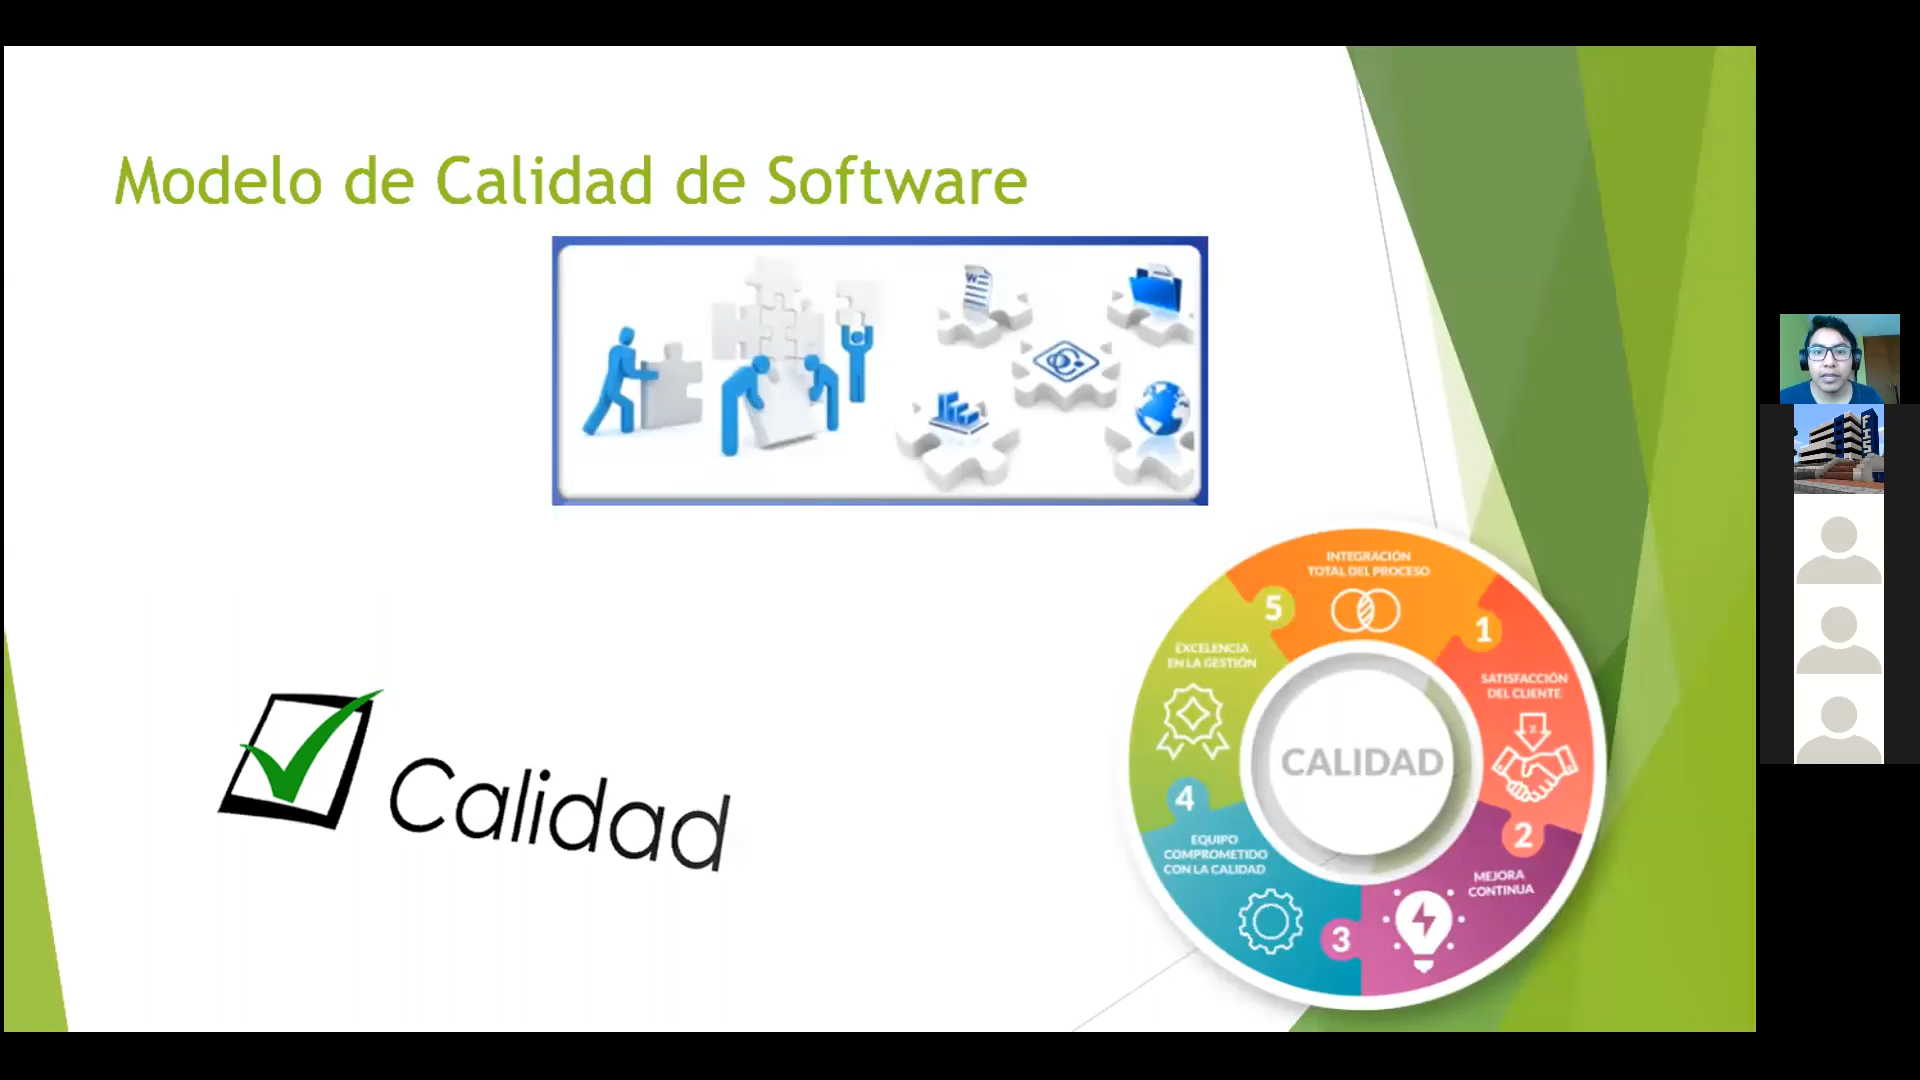 Modelo de Calidad de Software
W
INTEGRACIÓN
TOTAL DEL PROCESO
5
1
EXCELENCIA
EN LA GESTIÓN
SATISFACCIÓN
DEL CLIENTE
CALIDAD
4
2
EQUIPO
COMPROMETIDO
CON LA CALIDAD
MEJORA
CONTINUA
3
Calidad